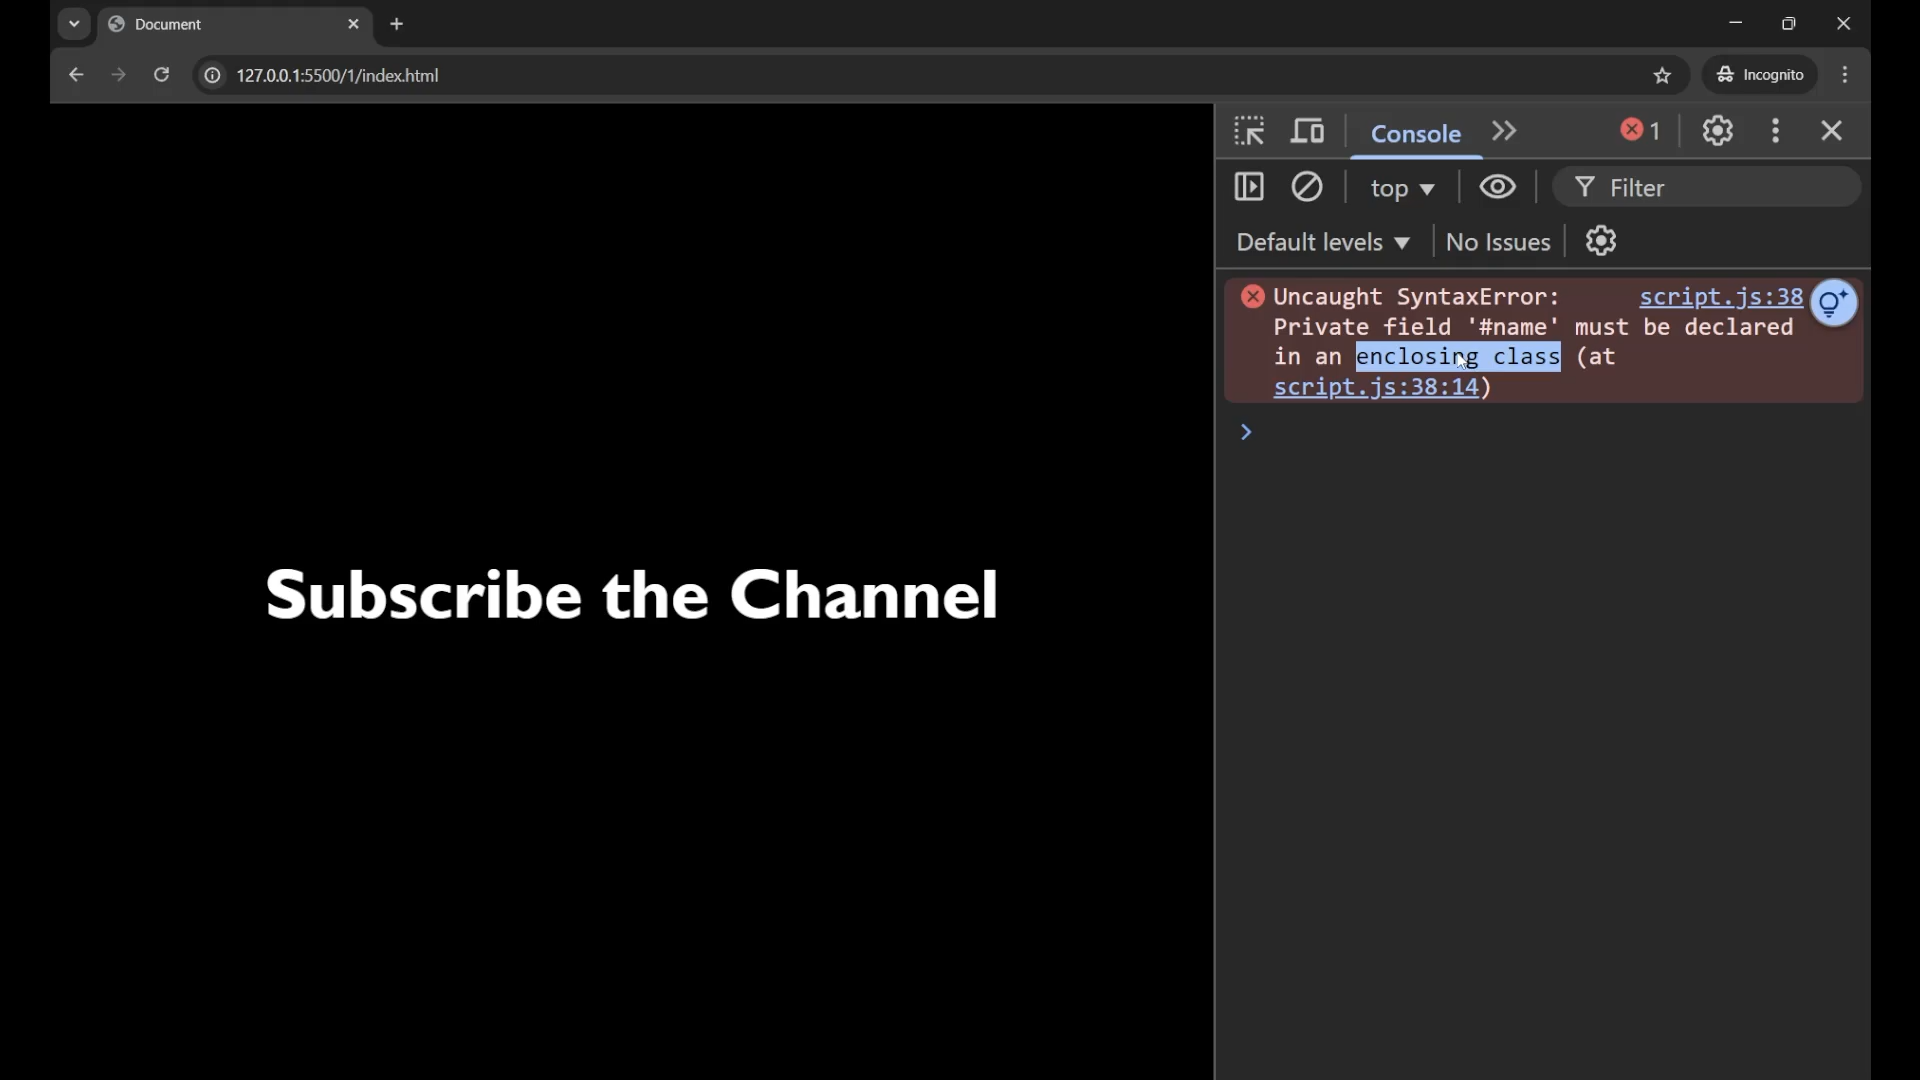 Document
127.0.0.1:5500/1/index.html
Incognito
Console
1
top
Filter
Default levels
No Issues
Uncaught SyntaxError: script.js:38
Private field '#name' must be declared
in an enclosing class (at
script.js:38:14)
Subscribe the Channel